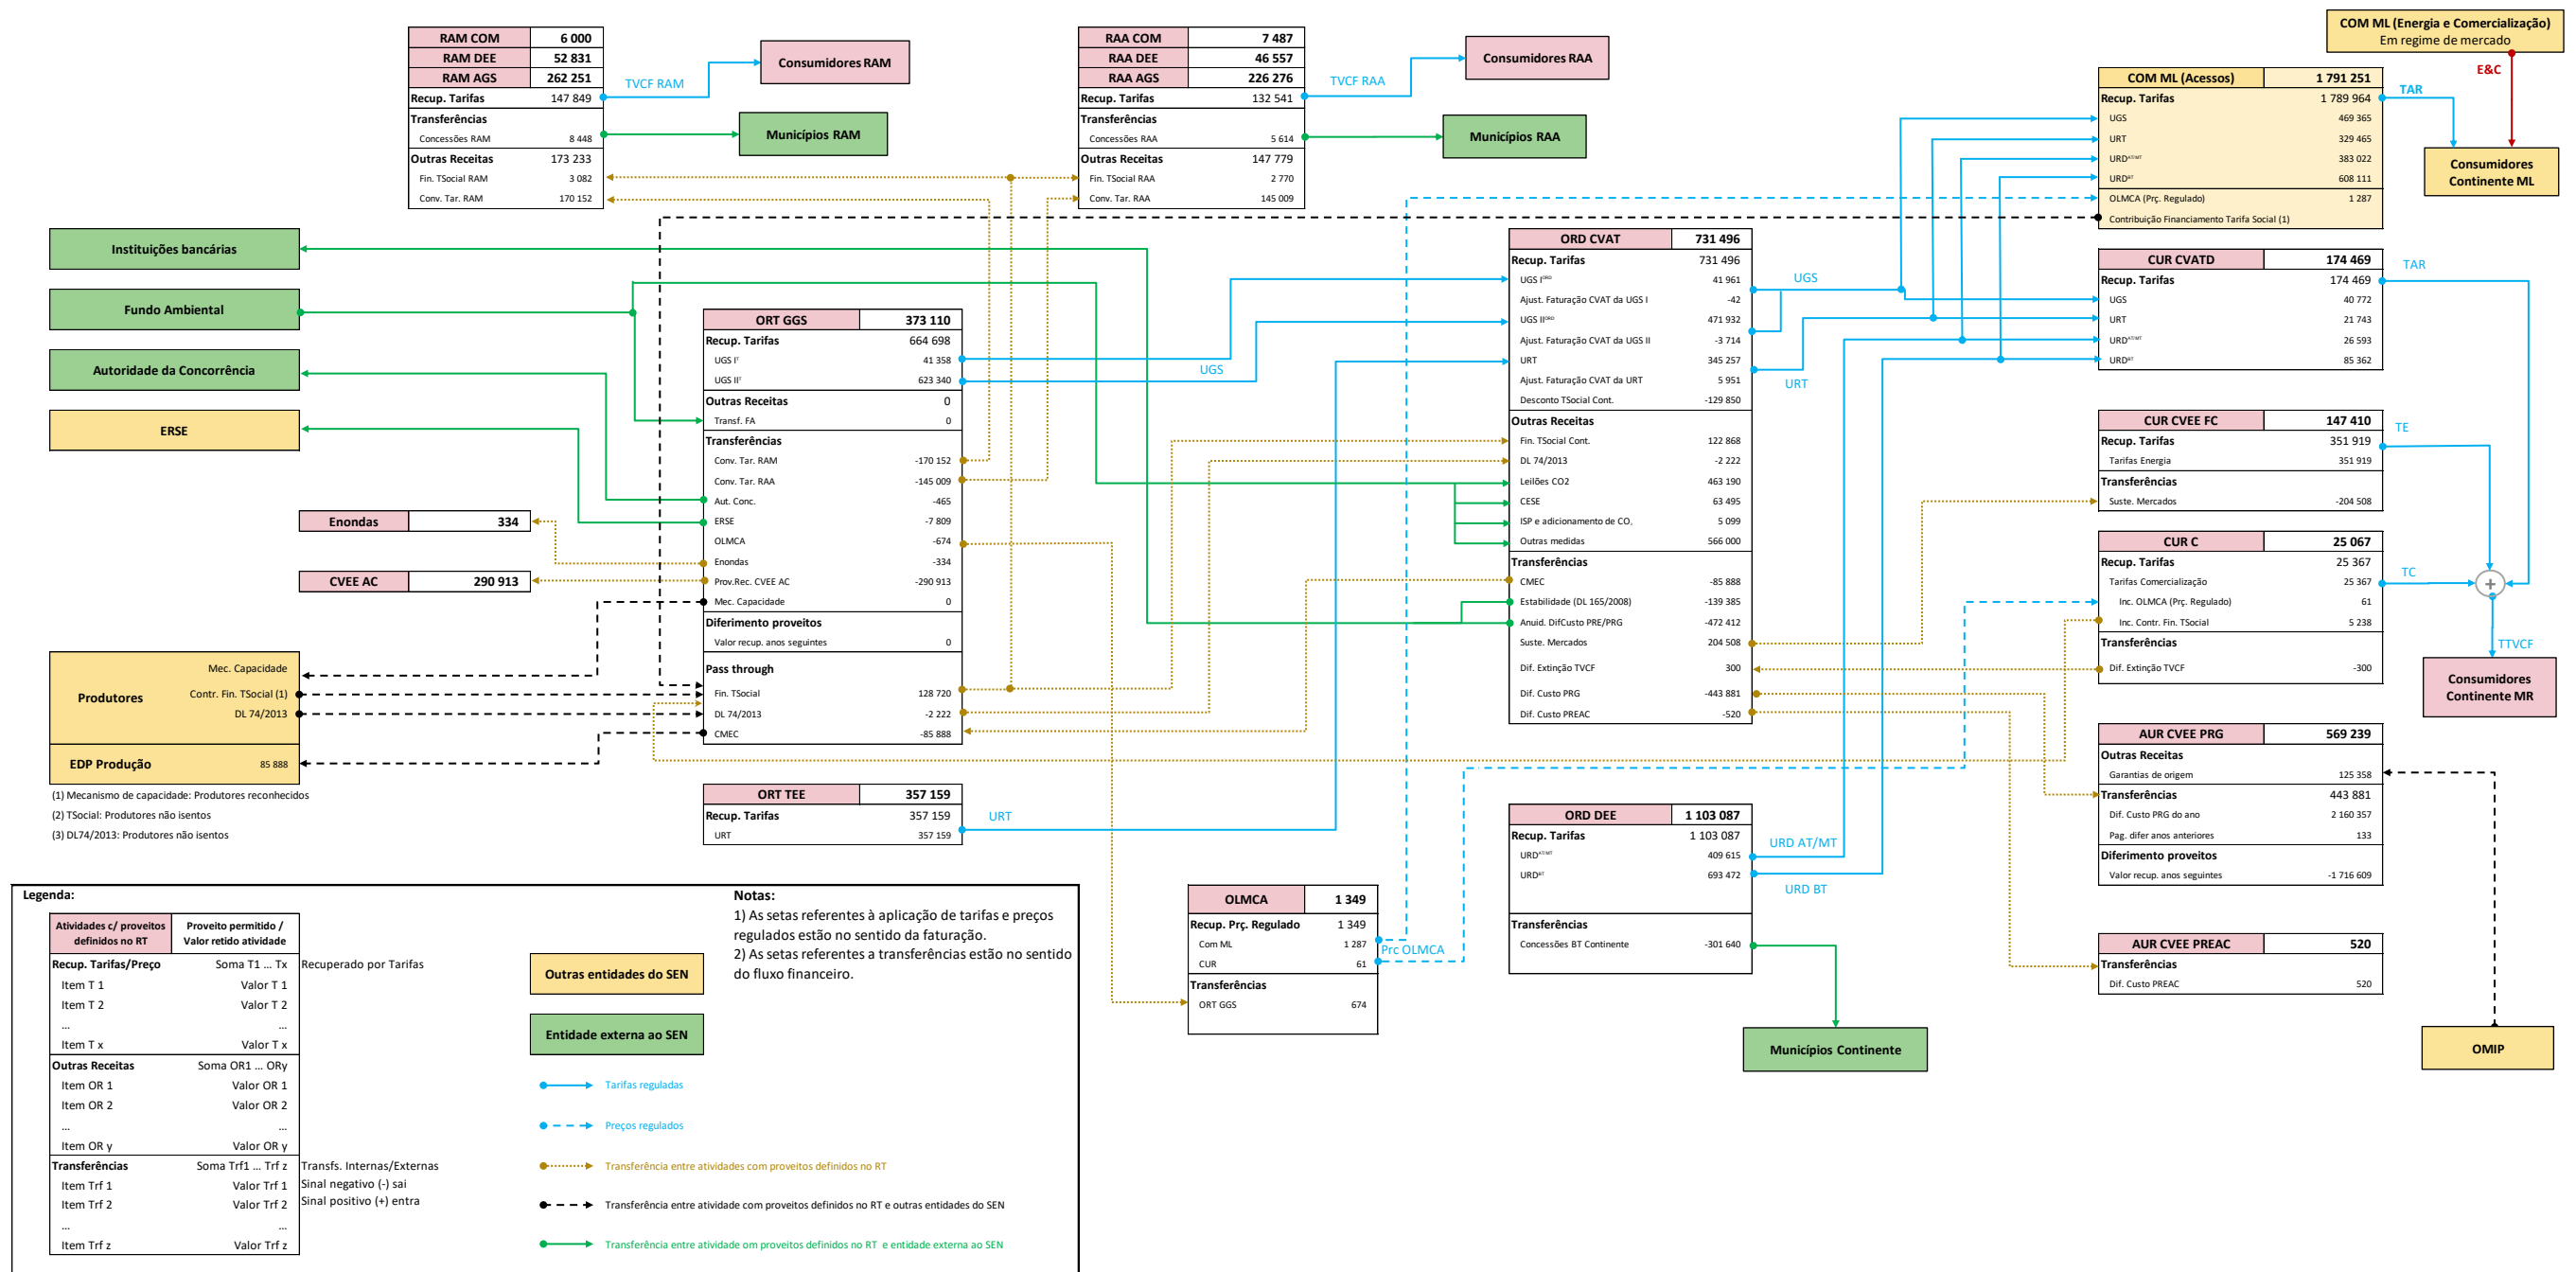 COM ML (Energia e Comercialização)
Em regime de mercado
E&C
RAM COM 6 000
RAM DEE 52 831
RAM AGS 262 251
Recup. Tarifas 147 849
Transferências
Concessões RAM 8 448
Outras Receitas 173 233
Fin. TSocial RAM 3 082
Conv. Tar. RAM 170 152
TVCF RAM
Consumidores RAM
Municípios RAM
RAA COM 7 487
RAA DEE 46 557
RAA AGS 226 276
Recup. Tarifas 132 541
Transferências
Concessões RAA 5 614
Outras Receitas 147 779
Fin. TSocial RAA 2 770
Conv. Tar. RAA 145 009
TVCF RAA
Consumidores RAA
Municípios RAA
COM ML (Acessos) 1 791 251
Recup. Tarifas 1 789 964
UGS 469 365
URT 329 465
URD^AT/MT 383 022
URD^BT 608 111
OLMCA (Prç. Regulado) 1 287
Contribuição Financiamento Tarifa Social (1)
TAR
Consumidores
Continente ML
Instituições bancárias
Fundo Ambiental
Autoridade da Concorrência
ERSE
Enondas 334
CVEE AC 290 913
Produtores
Mec. Capacidade
Contr. Fin. TSocial (1)
DL 74/2013
EDP Produção 85 888
(1) Mecanismo de capacidade: Produtores reconhecidos
(2) TSocial: Produtores não isentos
(3) DL74/2013: Produtores não isentos
ORT GGS 373 110
Recup. Tarifas 664 698
UGS I^T 41 358
UGS II^T 623 340
Outras Receitas 0
Transf. FA 0
Transferências
Conv. Tar. RAM -170 152
Conv. Tar. RAA -145 009
Aut. Conc. -465
ERSE -7 809
OLMCA -674
Enondas -334
Prov.Rec. CVEE AC -290 913
Mec. Capacidade 0
Diferimento proveitos
Valor recup. anos seguintes 0
Pass through
Fin. TSocial 128 720
DL 74/2013 -2 222
CMEC -85 888
UGS
ORT TEE 357 159
Recup. Tarifas 357 159
URT 357 159
URT
ORD CVAT 731 496
Recup. Tarifas 731 496
UGS I^ORD 41 961
Ajust. Faturação CVAT da UGS I -42
UGS II^ORD 471 932
Ajust. Faturação CVAT da UGS II -3 714
URT 345 257
Ajust. Faturação CVAT da URT 5 951
Desconto TSocial Cont. -129 850
Outras Receitas
Fin. TSocial Cont. 122 868
DL 74/2013 -2 222
Leilões CO2 463 190
CESE 63 495
ISP e adicionamento de CO, 5 099
Outras medidas 566 000
Transferências
CMEC -85 888
Estabilidade (DL 165/2008) -139 385
Anuid. DifCusto PRE/PRG -472 412
Suste. Mercados 204 508
Dif. Extinção TVCF 300
Dif. Custo PRG -443 881
Dif. Custo PREAC -520
UGS
URT
ORD DEE 1 103 087
Recup. Tarifas 1 103 087
URD^AT/MT 409 615
URD^BT 693 472
Transferências
Concessões BT Continente -301 640
URD AT/MT
URD BT
Municípios Continente
OLMCA 1 349
Recup. Prç. Regulado 1 349
Com ML 1 287
CUR 61
Transferências
ORT GGS 674
Prc OLMCA
CUR CVATD 174 469
Recup. Tarifas 174 469
UGS 40 772
URT 21 743
URD^AT/MT 26 593
URD^BT 85 362
TAR
CUR CVEE FC 147 410
Recup. Tarifas 351 919
Tarifas Energia 351 919
Transferências
Suste. Mercados -204 508
TE
CUR C 25 067
Recup. Tarifas 25 367
Tarifas Comercialização 25 367
Inc. OLMCA (Prç. Regulado) 61
Inc. Contr. Fin. TSocial 5 238
Transferências
Dif. Extinção TVCF -300
TC
+
TTVCF
Consumidores
Continente MR
AUR CVEE PRG 569 239
Outras Receitas
Garantias de origem 125 358
Transferências 443 881
Dif. Custo PRG do ano 2 160 357
Pag. difer anos anteriores 133
Diferimento proveitos
Valor recup. anos seguintes -1 716 609
AUR CVEE PREAC 520
Transferências
Dif. Custo PREAC 520
OMIP
Legenda:
Atividades c/ proveitos definidos no RT
Proveito permitido / Valor retido atividade
Recup. Tarifas/Preço Soma T1 ... Tx Recuperado por Tarifas
Item T 1 Valor T 1
Item T 2 Valor T 2
... ...
Item T x Valor T x
Outras Receitas Soma OR1 ... ORy
Item OR 1 Valor OR 1
Item OR 2 Valor OR 2
... ...
Item OR y Valor OR y
Transferências Soma Trf1 ... Trf z Transfs. Internas/Externas
Item Trf 1 Valor Trf 1 Sinal negativo (-) sai
Item Trf 2 Valor Trf 2 Sinal positivo (+) entra
... ...
Item Trf z Valor Trf z
Outras entidades do SEN
Entidade externa ao SEN
Tarifas reguladas
Preços regulados
Transferência entre atividades com proveitos definidos no RT
Transferência entre atividade com proveitos definidos no RT e outras entidades do SEN
Transferência entre atividade om proveitos definidos no RT e entidade externa ao SEN
Notas:
1) As setas referentes à aplicação de tarifas e preços
regulados estão no sentido da faturação.
2) As setas referentes a transferências estão no sentido
do fluxo financeiro.